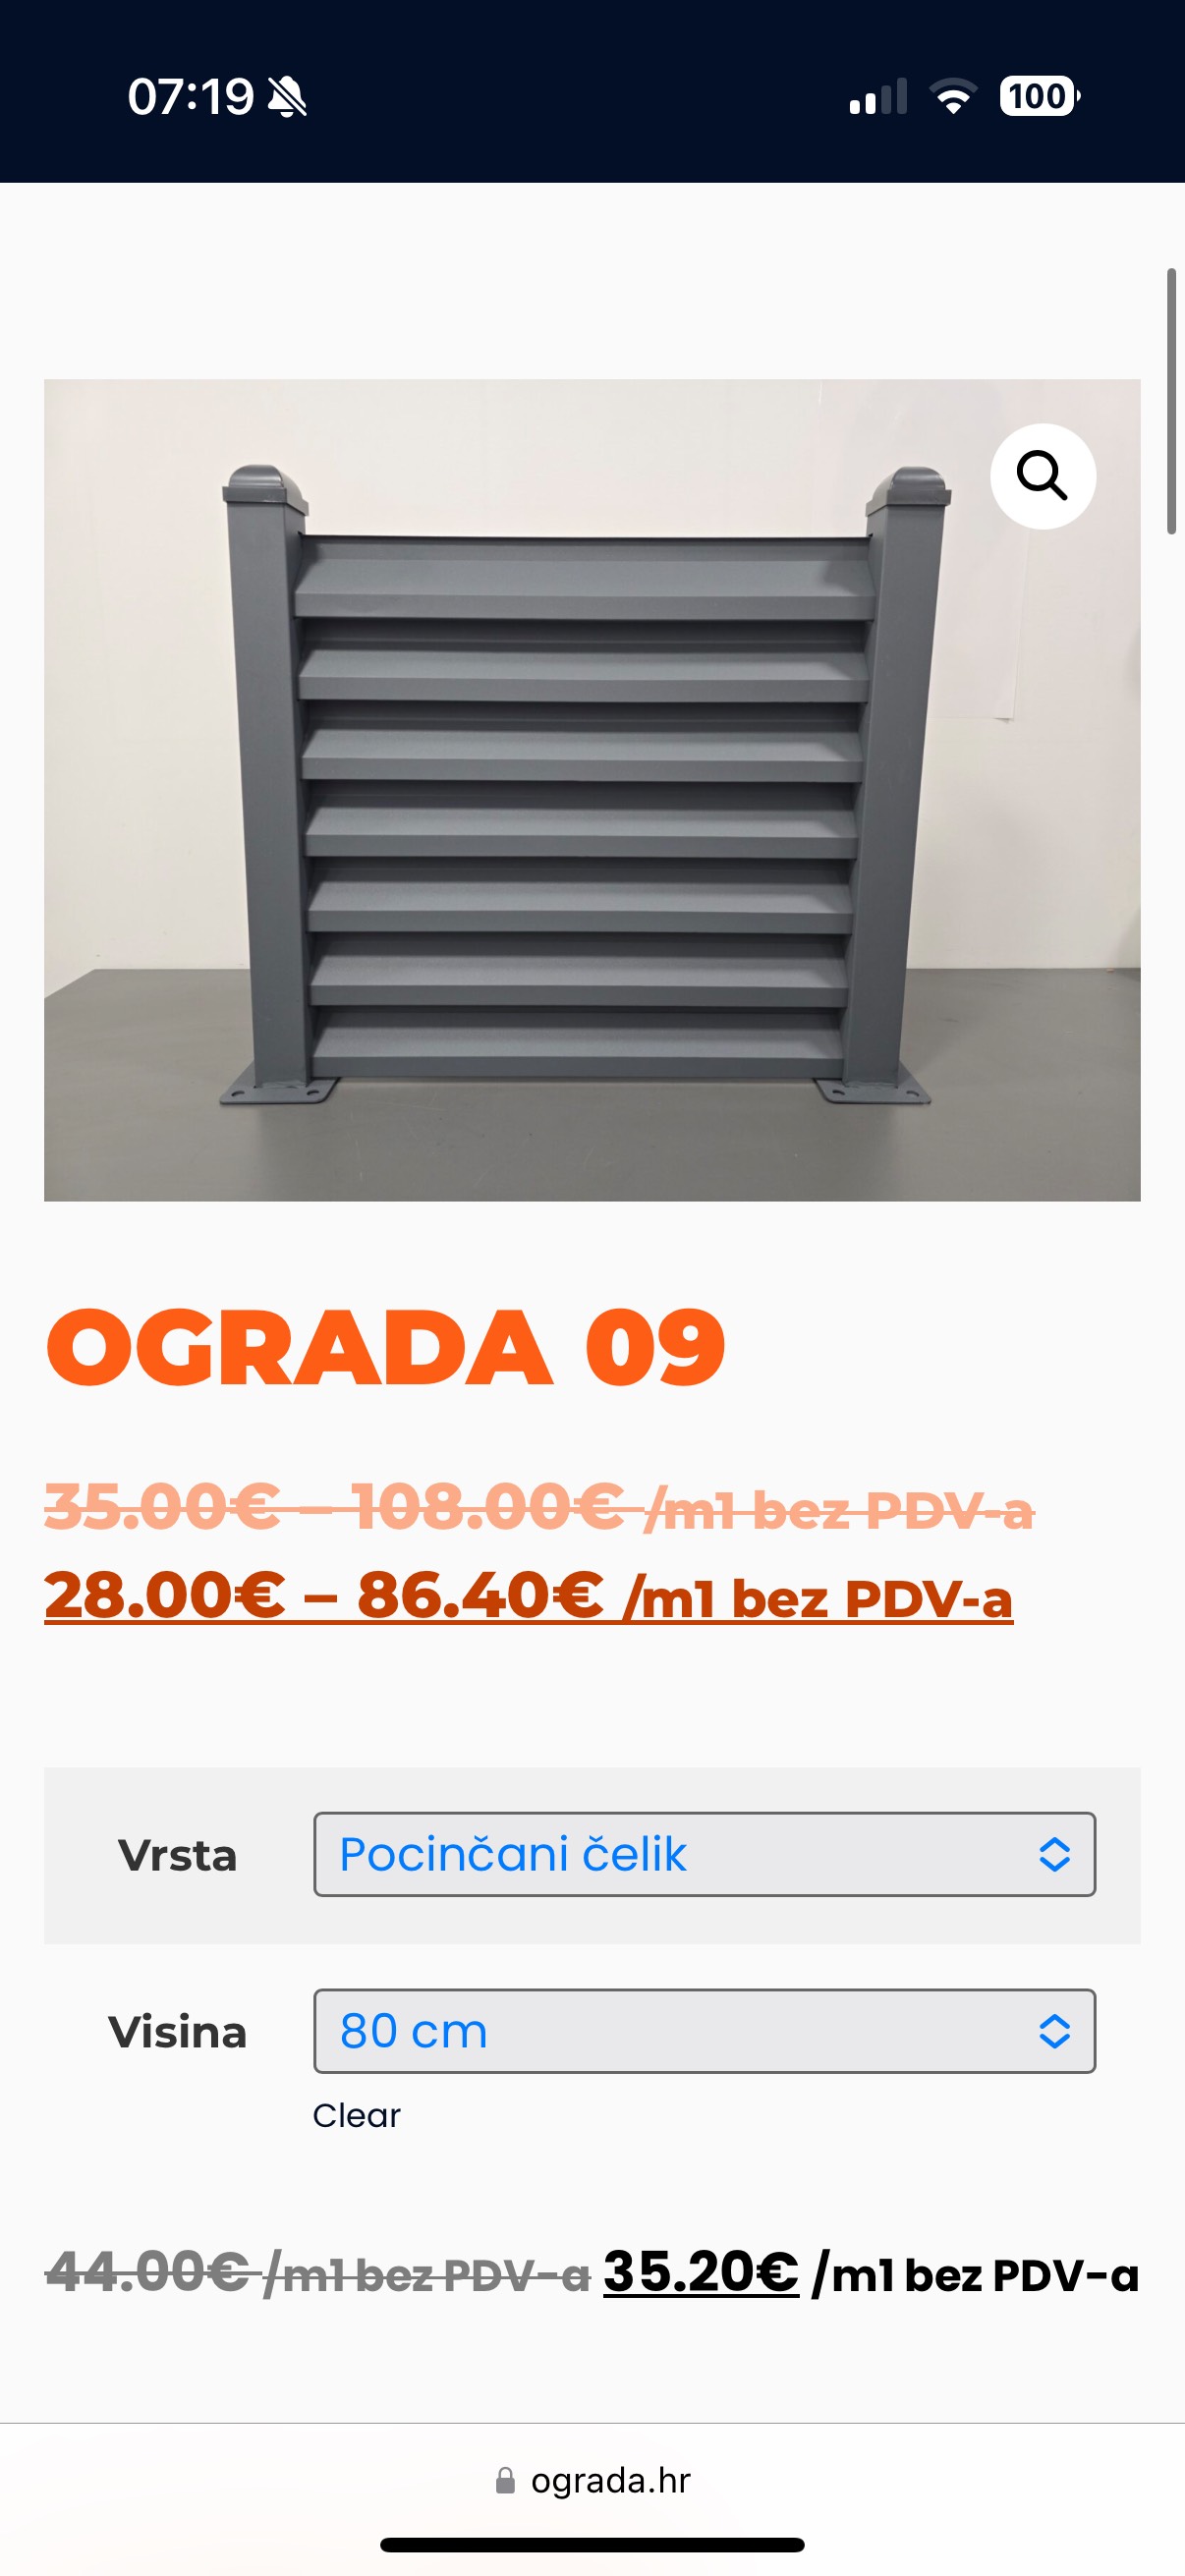 07:19
100
OGRADA 09
35.00€ – 108.00€ /m1 bez PDV-a
28.00€ – 86.40€ /m1 bez PDV-a
Vrsta Pocinčani čelik
Visina 80 cm
Clear
44.00€ /m1 bez PDV-a 35.20€ /m1 bez PDV-a
ograda.hr